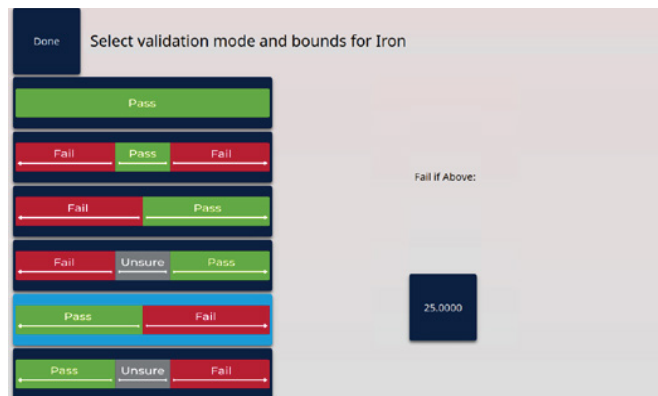 Done
Select validation mode and bounds for Iron
Pass
Fail Pass Fail
Fail if Above:
Fail Pass
Fail Unsure Pass
25.0000
Pass Fail
Pass Unsure Fail